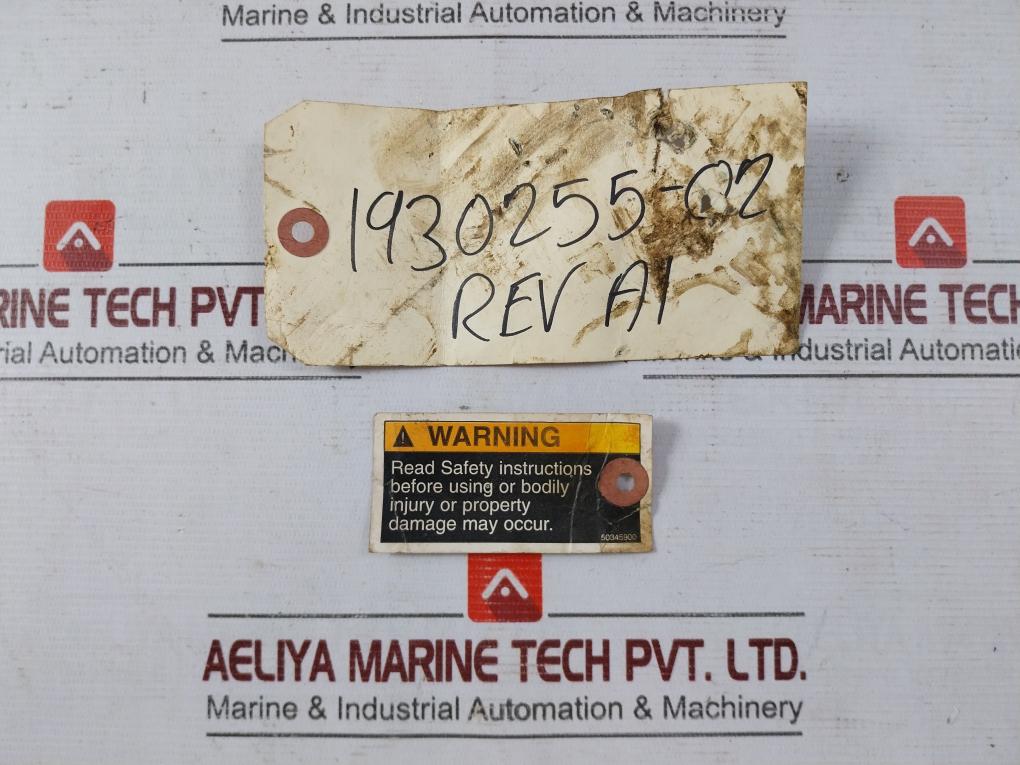 Marine & Industrial Automation & Machinery
1930255-02
REV A1
RINE TECH PVT
rial Automation & Mach
MARINE TEC
ndustrial Automatio
WARNING
Read Safety instructions
before using or bodily
injury or property
damage may occur.
50345900
AELIYA MARINE TECH PVT. LTD.
Marine & Industrial Automation & Machinery